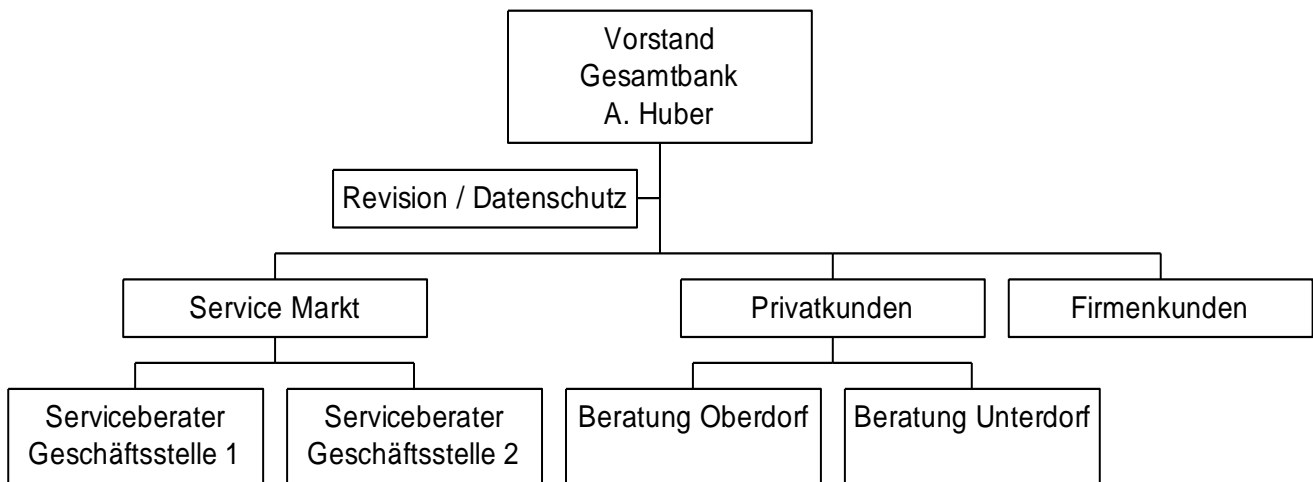 Vorstand
Gesamtbank
A. Huber
Revision / Datenschutz
Service Markt
Privatkunden
Firmenkunden
Serviceberater
Geschäftsstelle 1
Serviceberater
Geschäftsstelle 2
Beratung Oberdorf
Beratung Unterdorf